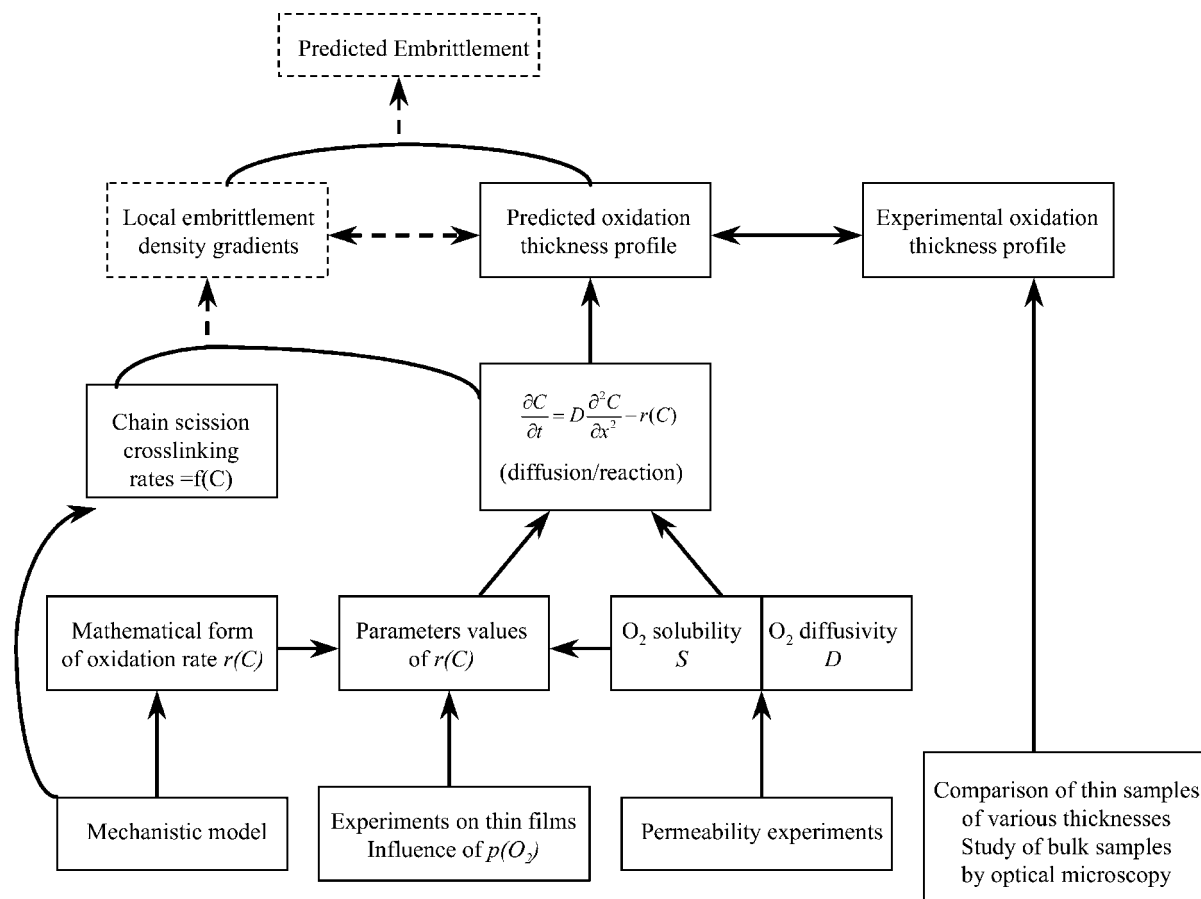 Predicted Embrittlement
Local embrittlement
density gradients
Predicted oxidation
thickness profile
Experimental oxidation
thickness profile
Chain scission
crosslinking
rates =f(C)
∂C/∂t = D ∂²C/∂x² − r(C)
(diffusion/reaction)
Mathematical form
of oxidation rate r(C)
Parameters values
of r(C)
O₂ solubility
S
O₂ diffusivity
D
Mechanistic model
Experiments on thin films
Influence of p(O₂)
Permeability experiments
Comparison of thin samples
of various thicknesses
Study of bulk samples
by optical microscopy